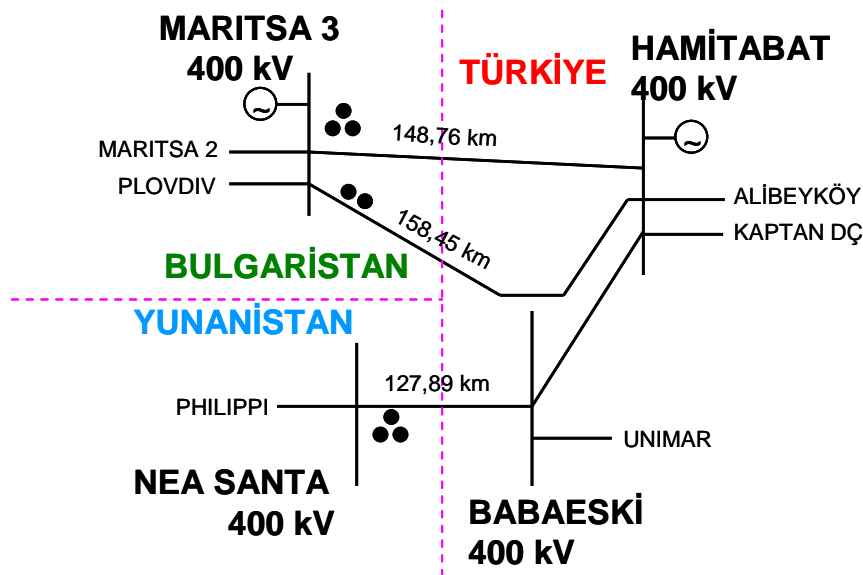 MARITSA 3
400 kV
TÜRKİYE
HAMİTABAT
400 kV
~
~
148,76 km
MARITSA 2
PLOVDIV
158,45 km
ALİBEYKÖY
KAPTAN DÇ
BULGARİSTAN
YUNANİSTAN
127,89 km
PHILIPPI
UNIMAR
NEA SANTA
400 kV
BABAESKİ
400 kV